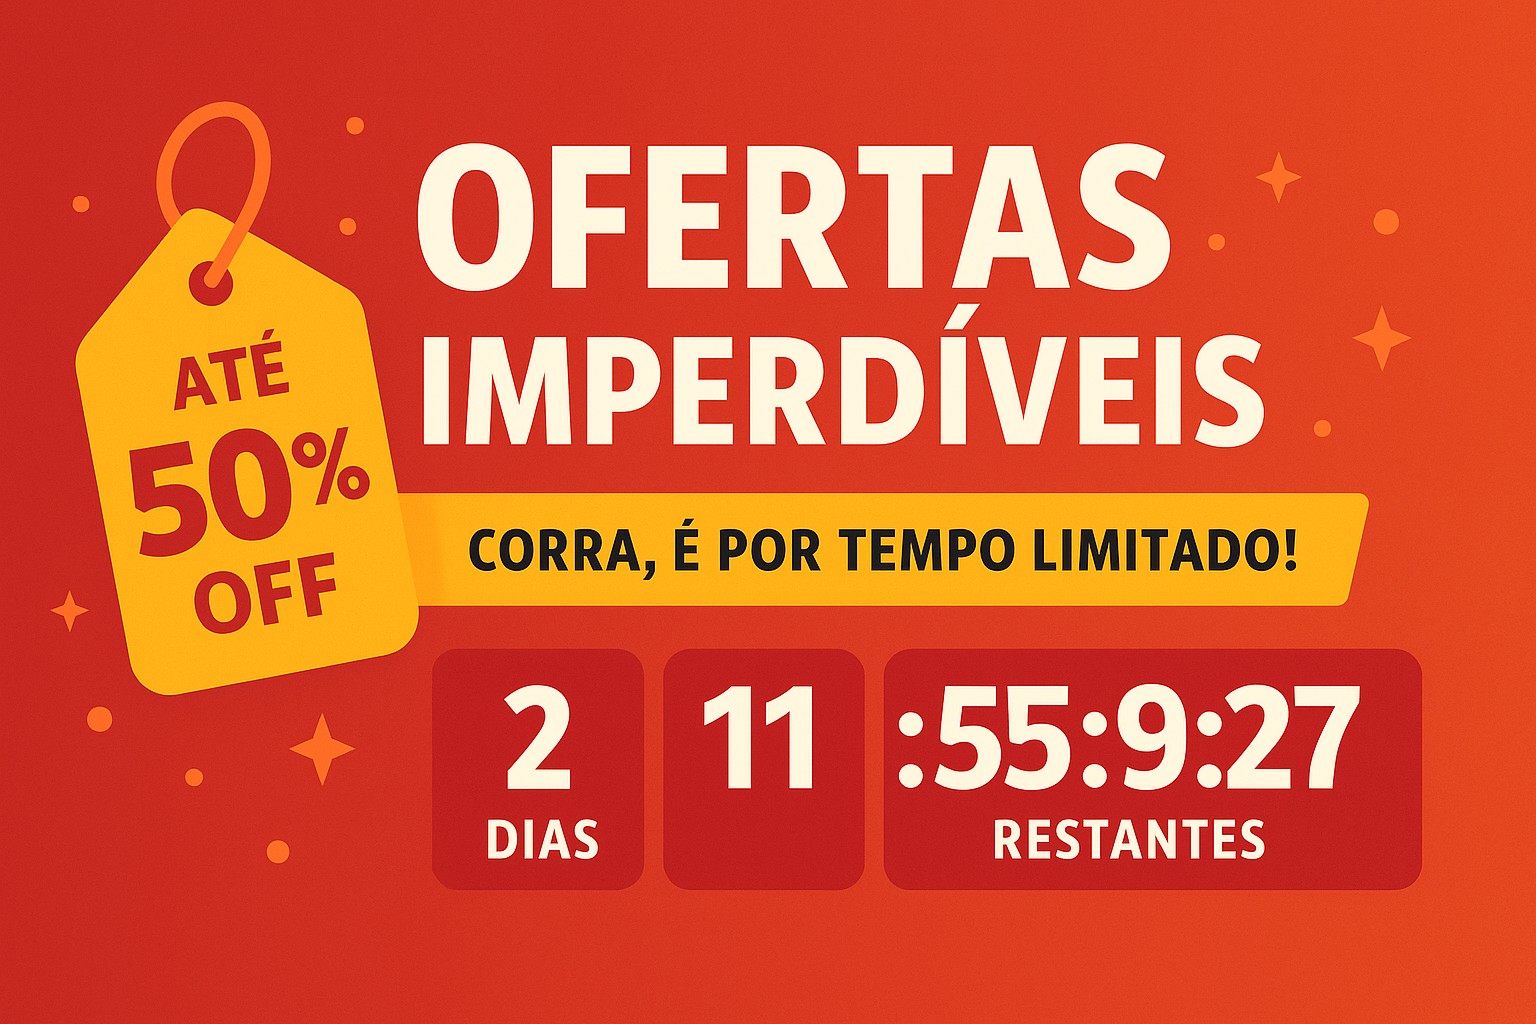 ATÉ
50%
OFF
OFERTAS
IMPERDÍVEIS
CORRA, É POR TEMPO LIMITADO!
2 11 :55:9:27
DIAS RESTANTES